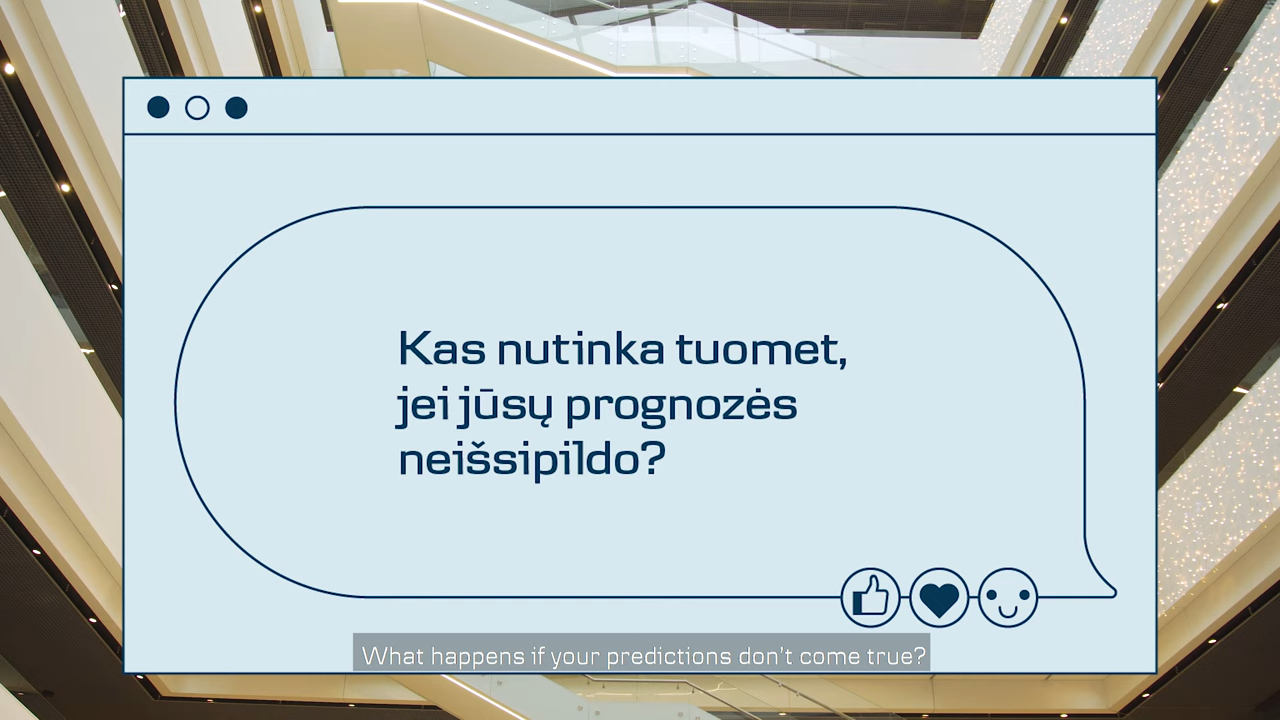 Kas nutinka tuomet,
jei jūsų prognozės
neišsipildo?
What happens if your predictions don't come true?